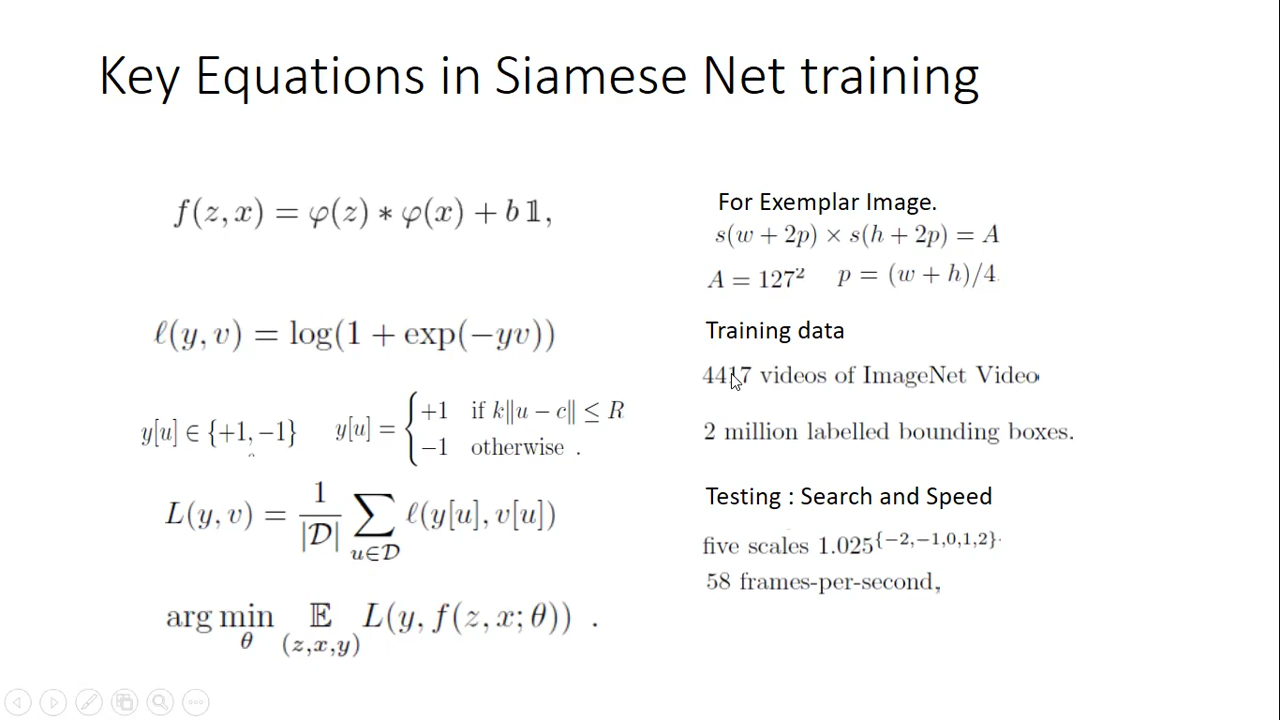 Key Equations in Siamese Net training
f(z, x) = φ(z) ∗ φ(x) + b 𝟙,
ℓ(y, v) = log(1 + exp(−yv))
y[u] ∈ {+1, −1} y[u] = { +1 if k‖u − c‖ ≤ R
−1 otherwise .
L(y, v) = 1/|𝒟| ∑_{u∈𝒟} ℓ(y[u], v[u])
arg min_θ 𝔼_{(z,x,y)} L(y, f(z, x; θ)) .
For Exemplar Image.
s(w + 2p) × s(h + 2p) = A
A = 127² p = (w + h)/4
Training data
4417 videos of ImageNet Video
2 million labelled bounding boxes.
Testing : Search and Speed
five scales 1.025^{−2,−1,0,1,2}
58 frames-per-second,